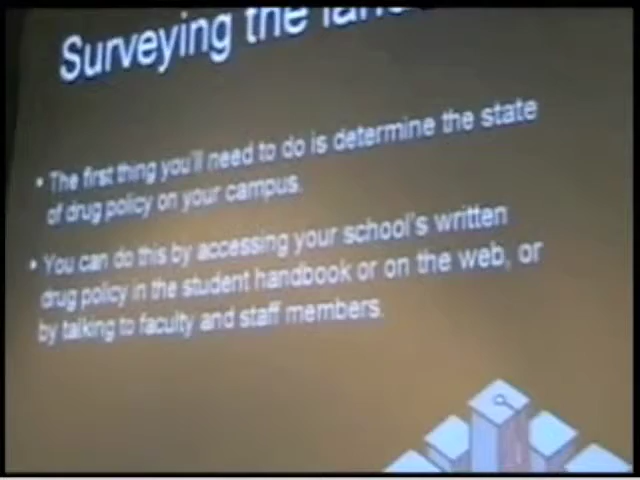 Surveying the
• The first thing you'll need to do is determine the state
of drug policy on your campus.
• You can do this by accessing your school's written
drug policy in the student handbook or on the web, or
by talking to faculty and staff members.